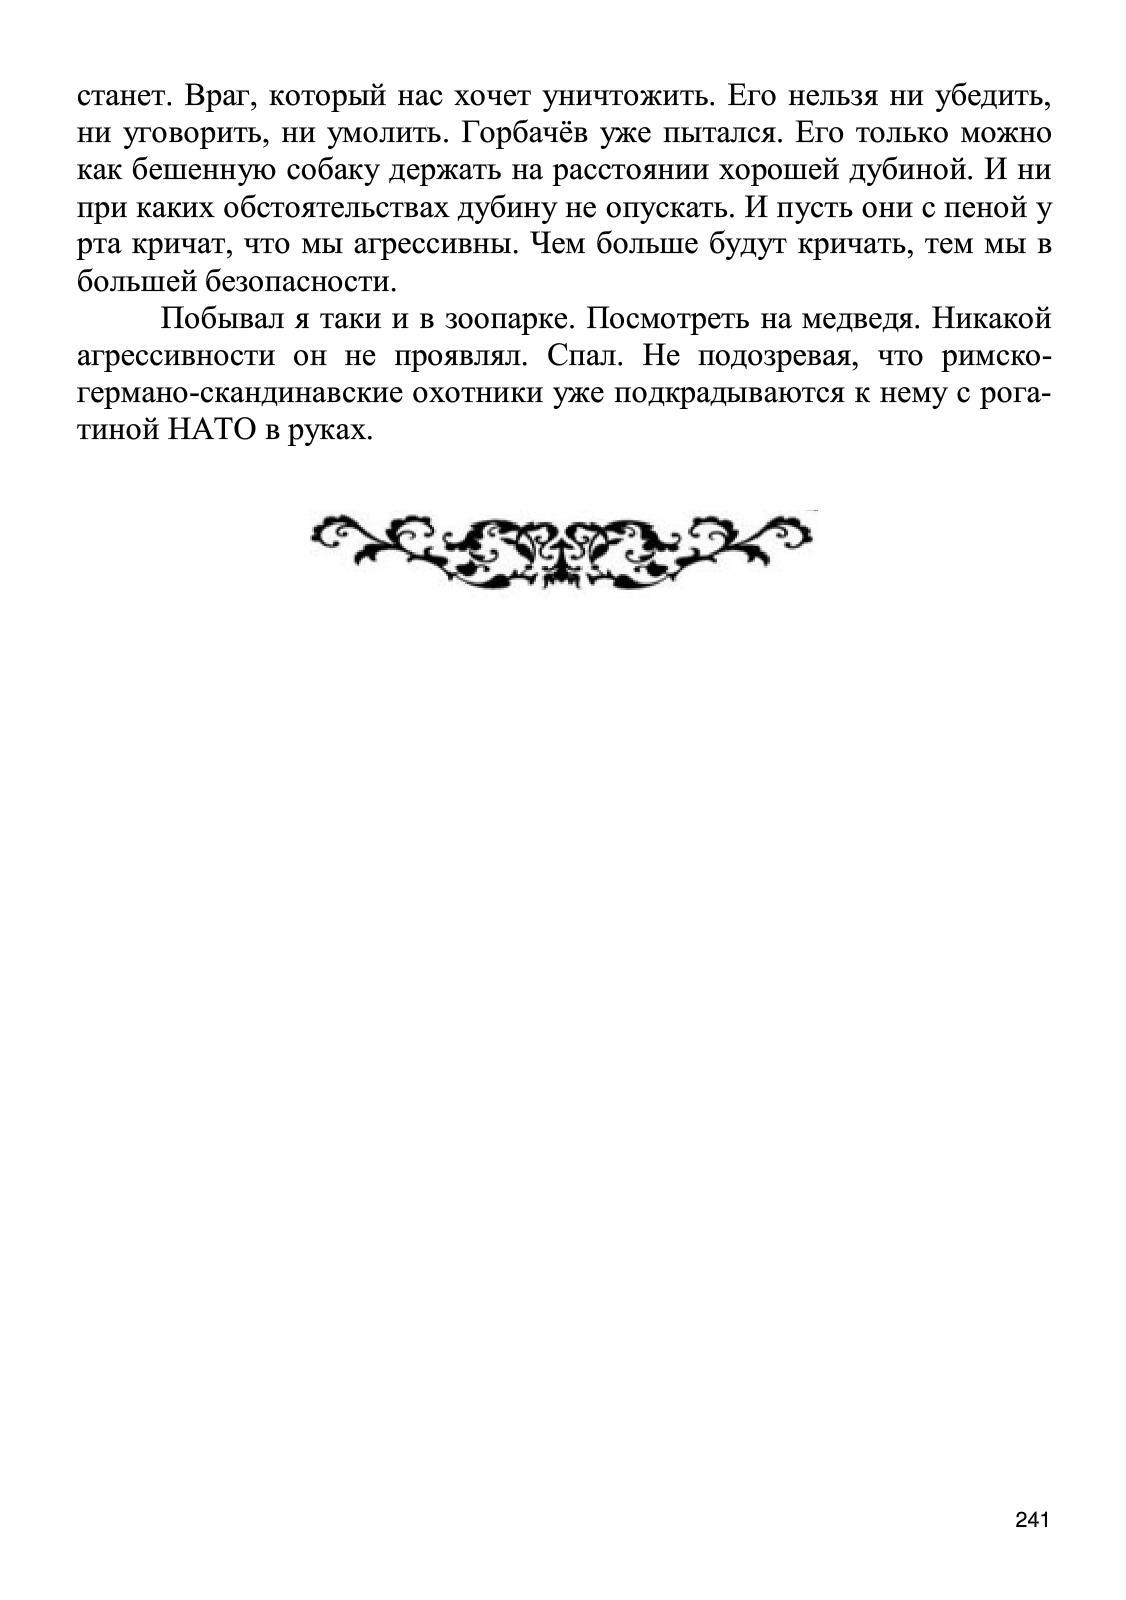 станет. Враг, который нас хочет уничтожить. Его нельзя ни убедить,
ни уговорить, ни умолить. Горбачёв уже пытался. Его только можно
как бешенную собаку держать на расстоянии хорошей дубиной. И ни
при каких обстоятельствах дубину не опускать. И пусть они с пеной у
рта кричат, что мы агрессивны. Чем больше будут кричать, тем мы в
большей безопасности.
Побывал я таки и в зоопарке. Посмотреть на медведя. Никакой
агрессивности он не проявлял. Спал. Не подозревая, что римско-
германо-скандинавские охотники уже подкрадываются к нему с рога-
тиной НАТО в руках.
241